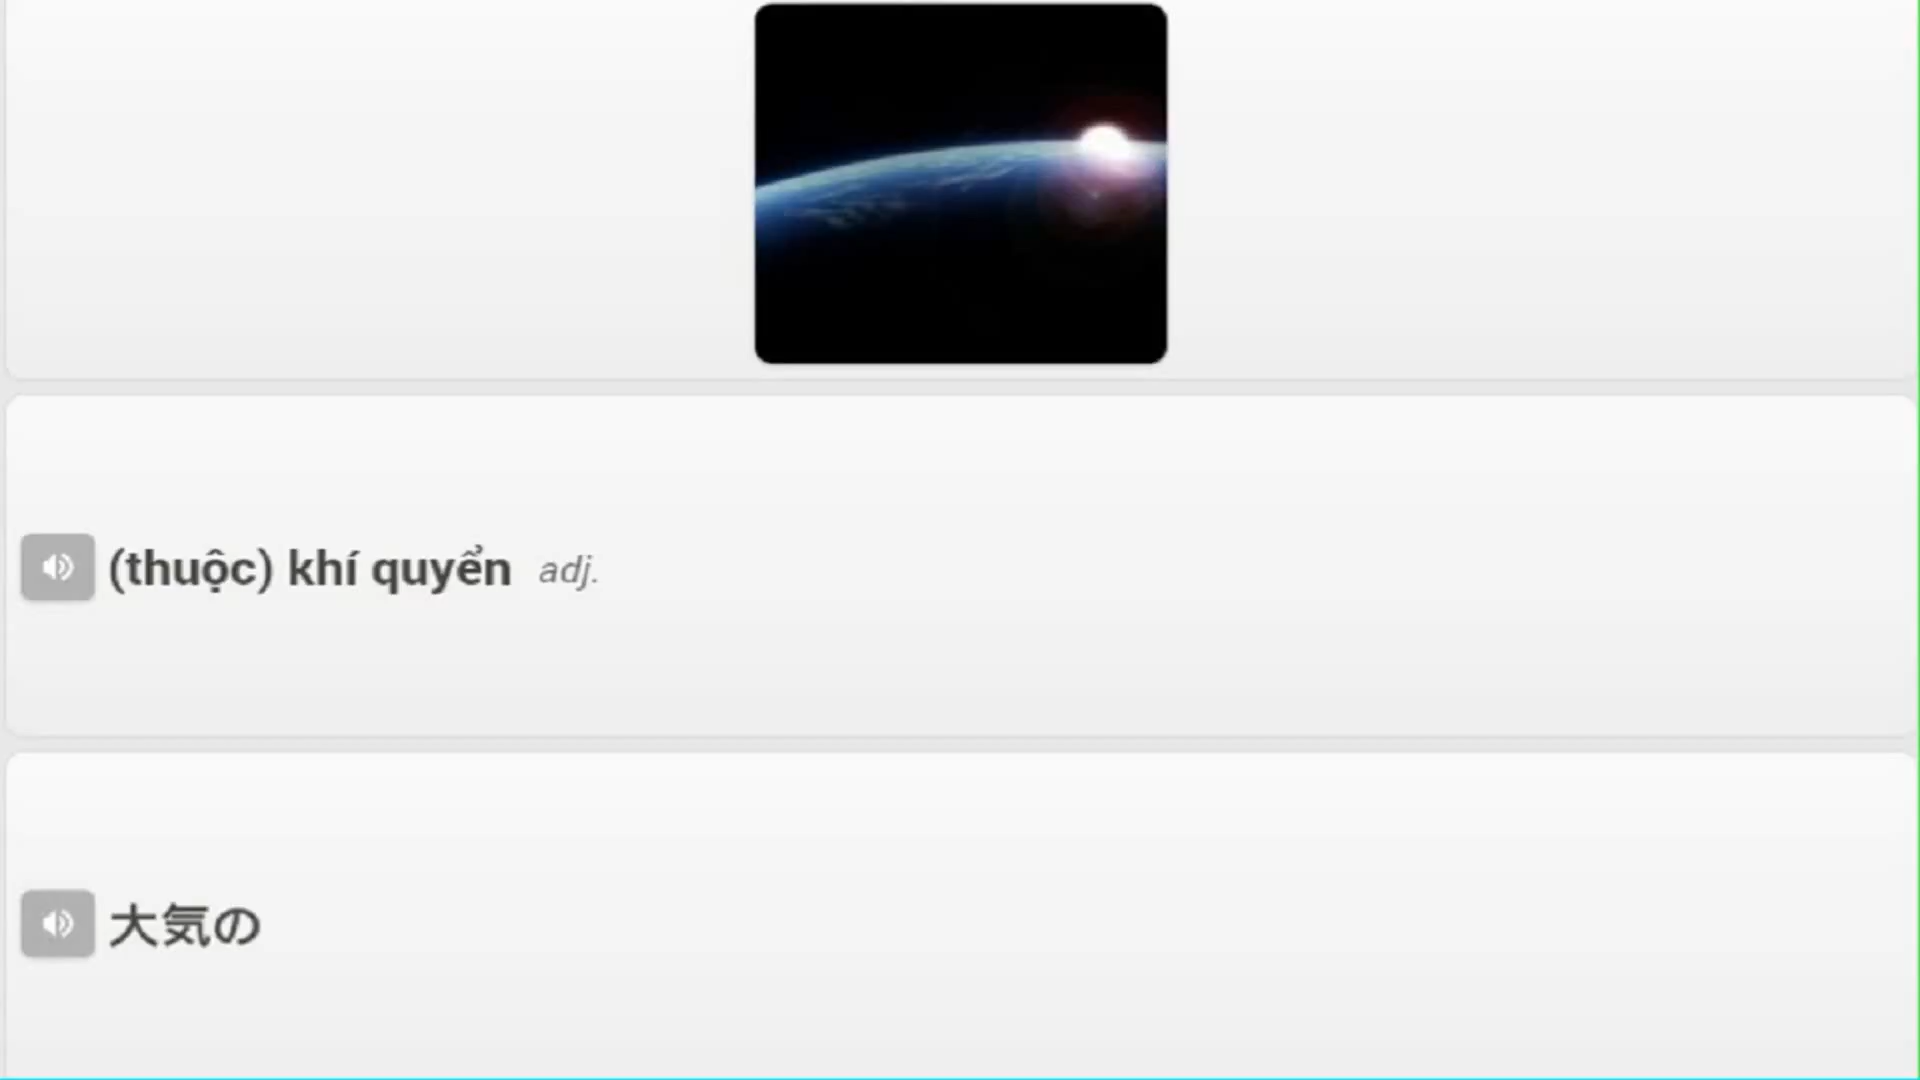 (thuộc) khí quyển adj.
大気の